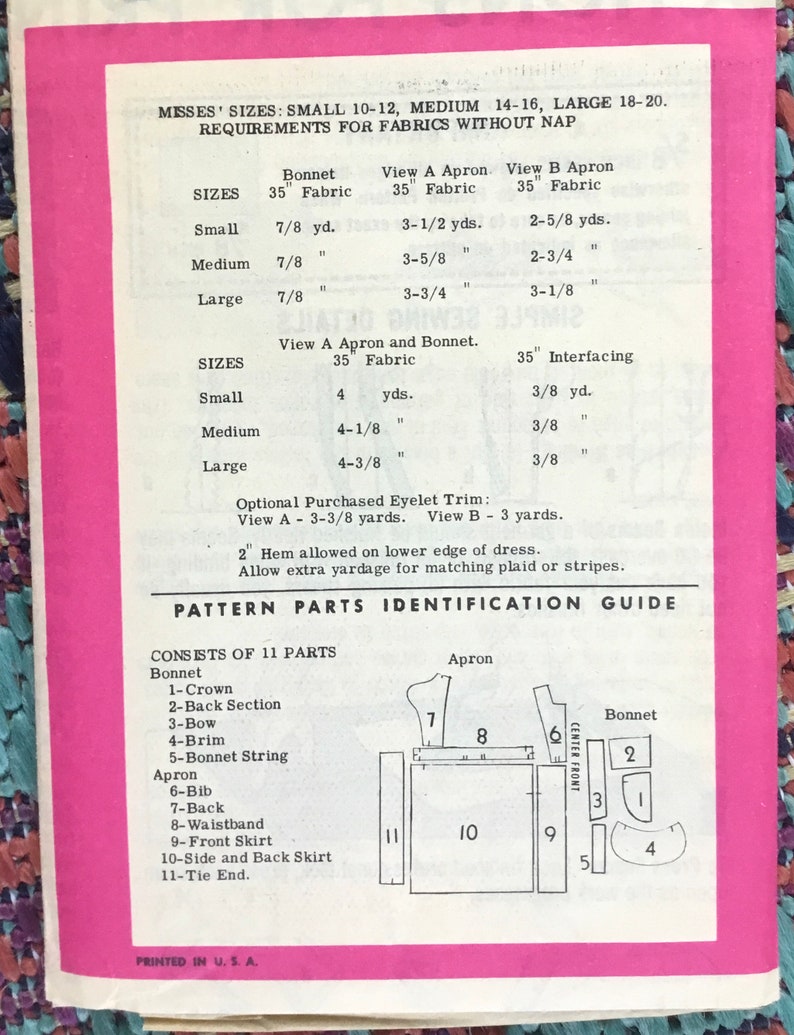 MISSES' SIZES: SMALL 10-12, MEDIUM 14-16, LARGE 18-20.
REQUIREMENTS FOR FABRICS WITHOUT NAP
Bonnet View A Apron View B Apron
SIZES 35" Fabric 35" Fabric 35" Fabric
Small 7/8 yd. 3-1/2 yds. 2-5/8 yds.
Medium 7/8 " 3-5/8 " 2-3/4 "
Large 7/8 " 3-3/4 " 3-1/8 "
View A Apron and Bonnet.
SIZES 35" Fabric 35" Interfacing
Small 4 yds. 3/8 yd.
Medium 4-1/8 " 3/8 "
Large 4-3/8 " 3/8 "
Optional Purchased Eyelet Trim:
View A - 3-3/8 yards. View B - 3 yards.
2" Hem allowed on lower edge of dress.
Allow extra yardage for matching plaid or stripes.
PATTERN PARTS IDENTIFICATION GUIDE
CONSISTS OF 11 PARTS
Bonnet
1-Crown
2-Back Section
3-Bow
4-Brim
5-Bonnet String
Apron
6-Bib
7-Back
8-Waistband
9-Front Skirt
10-Side and Back Skirt
11-Tie End.
Apron
7
8
6
CENTER FRONT
11
10
9
Bonnet
2
3
1
5
4
PRINTED IN U. S. A.